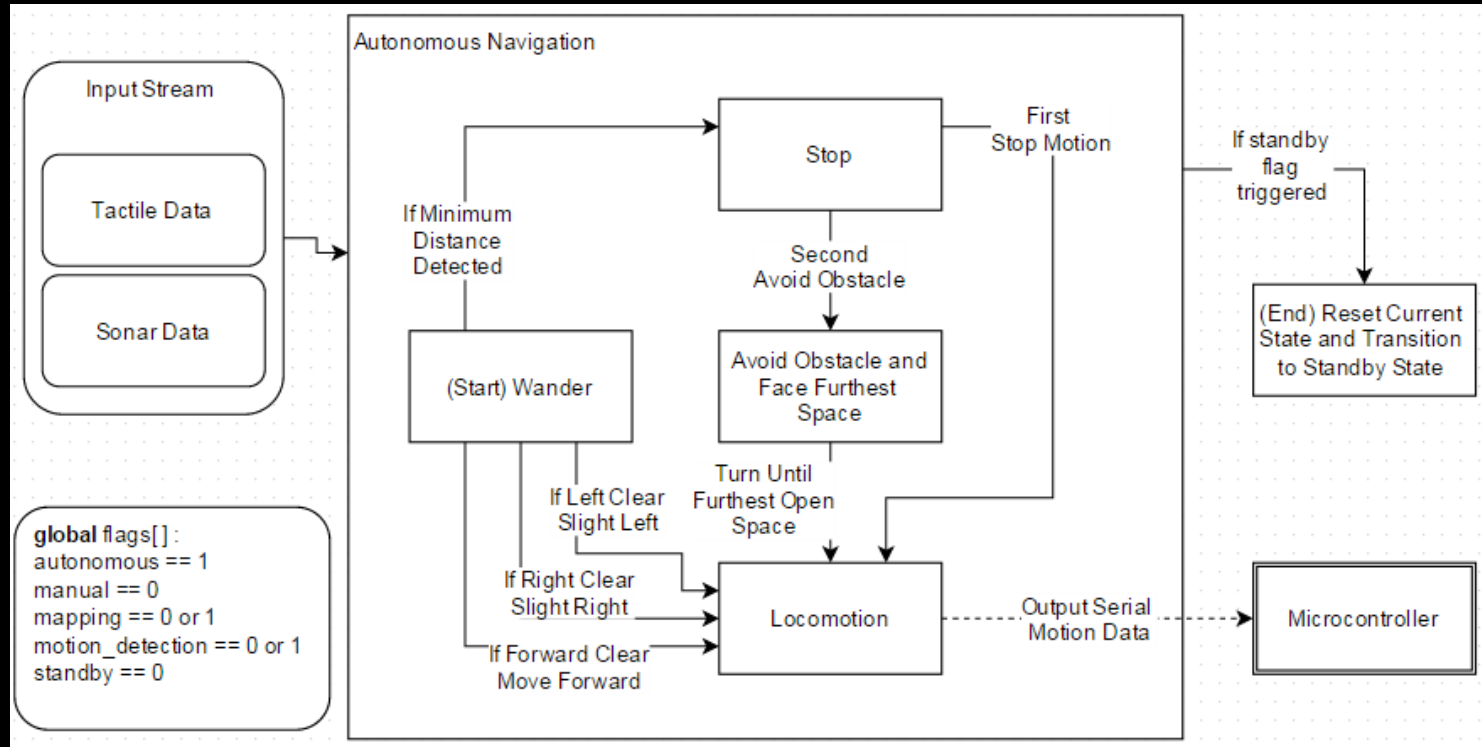 Autonomous Navigation
Input Stream
Tactile Data
Sonar Data
global flags[ ] :
autonomous == 1
manual == 0
mapping == 0 or 1
motion_detection == 0 or 1
standby == 0
If Minimum
Distance
Detected
(Start) Wander
Stop
First
Stop Motion
Second
Avoid Obstacle
Avoid Obstacle and
Face Furthest
Space
Turn Until
Furthest Open
Space
If Left Clear
Slight Left
If Right Clear
Slight Right
If Forward Clear
Move Forward
Locomotion
Output Serial
Motion Data
Microcontroller
If standby
flag
triggered
(End) Reset Current
State and Transition
to Standby State